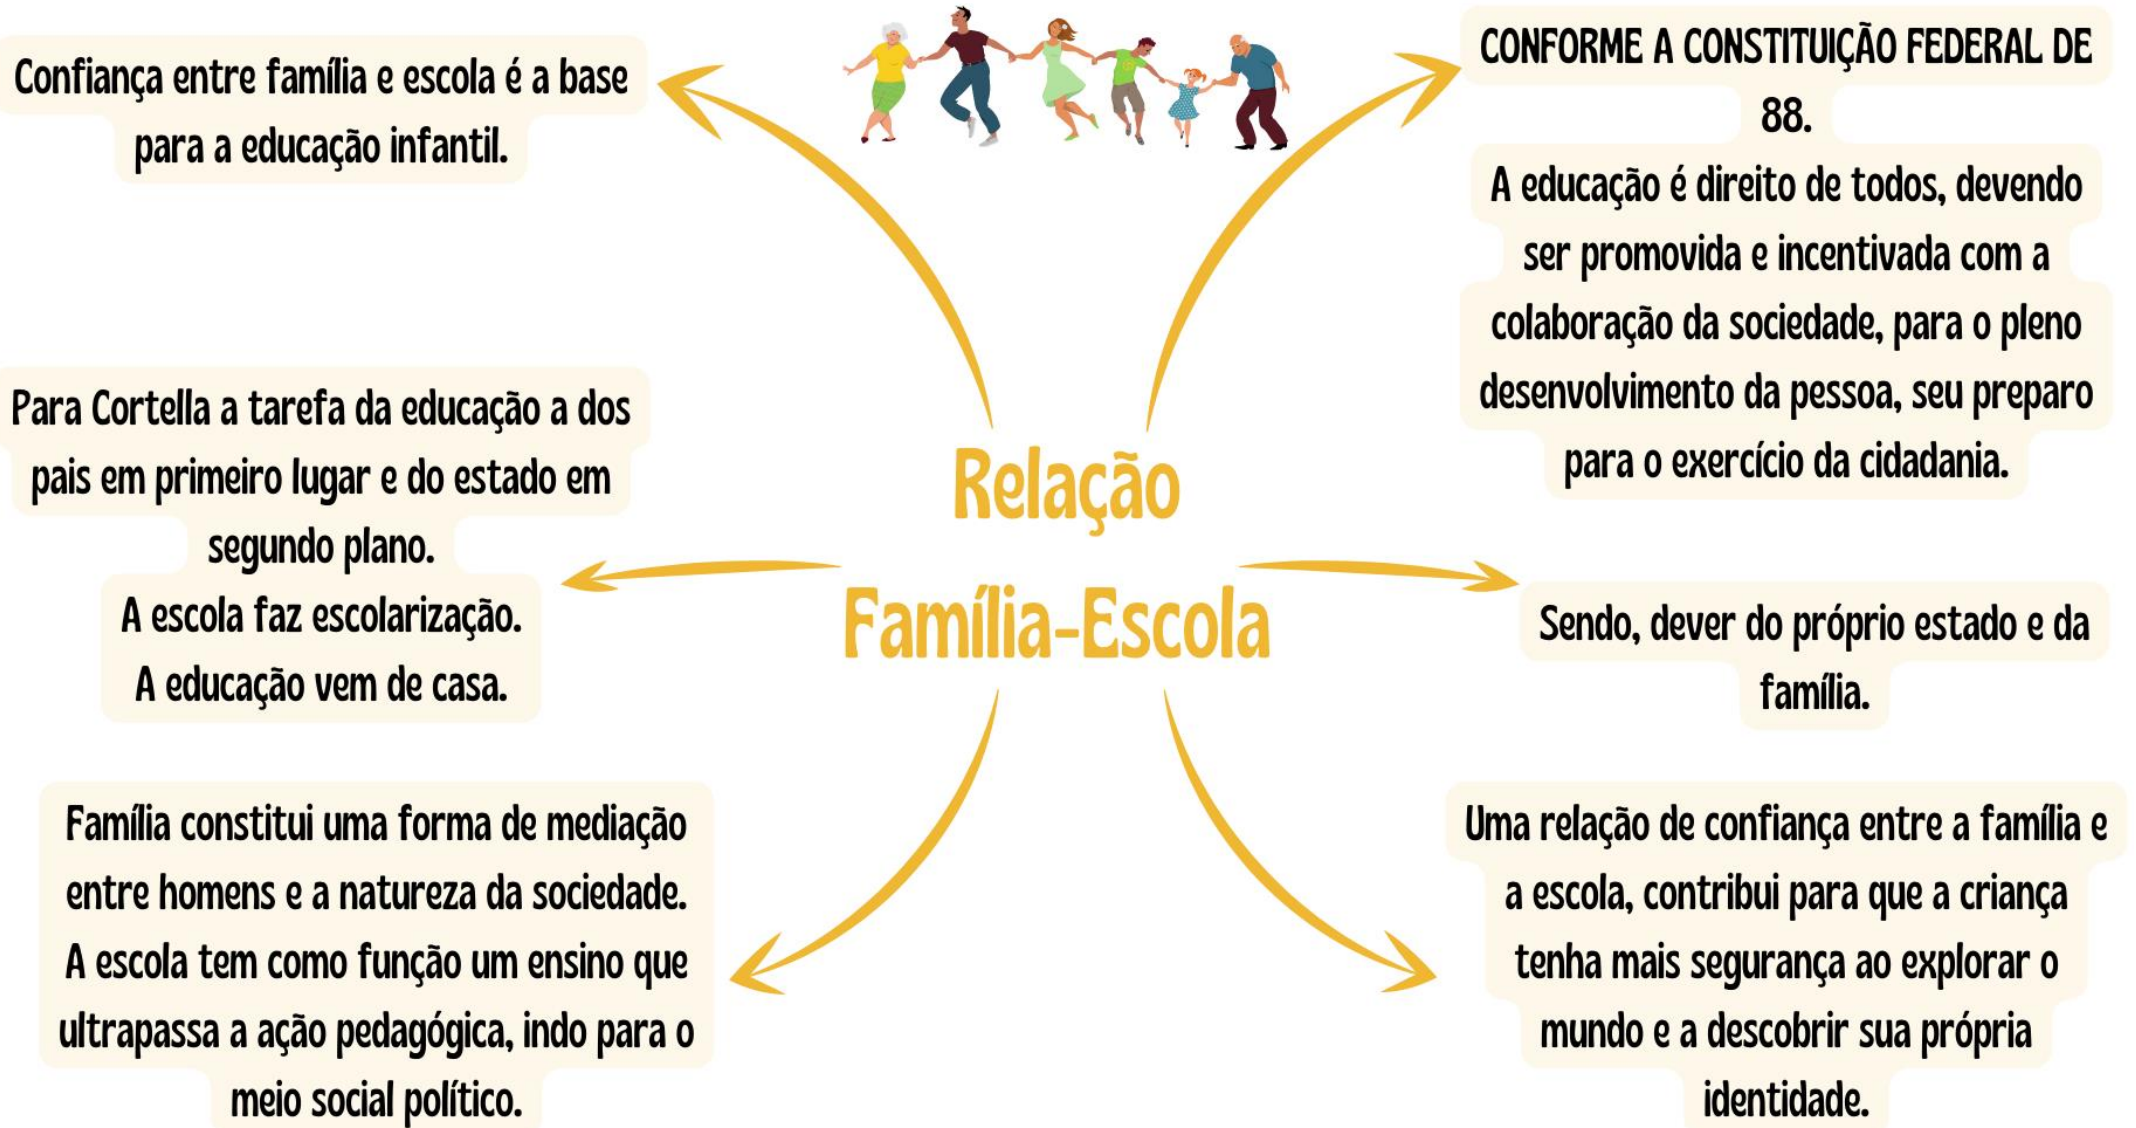 Confiança entre família e escola é a base
para a educação infantil.
CONFORME A CONSTITUIÇÃO FEDERAL DE
88.
A educação é direito de todos, devendo
ser promovida e incentivada com a
colaboração da sociedade, para o pleno
desenvolvimento da pessoa, seu preparo
para o exercício da cidadania.
Para Cortella a tarefa da educação a dos
pais em primeiro lugar e do estado em
segundo plano.
A escola faz escolarização.
A educação vem de casa.
Relação
Família-Escola
Sendo, dever do próprio estado e da
família.
Família constitui uma forma de mediação
entre homens e a natureza da sociedade.
A escola tem como função um ensino que
ultrapassa a ação pedagógica, indo para o
meio social político.
Uma relação de confiança entre a família e
a escola, contribui para que a criança
tenha mais segurança ao explorar o
mundo e a descobrir sua própria
identidade.